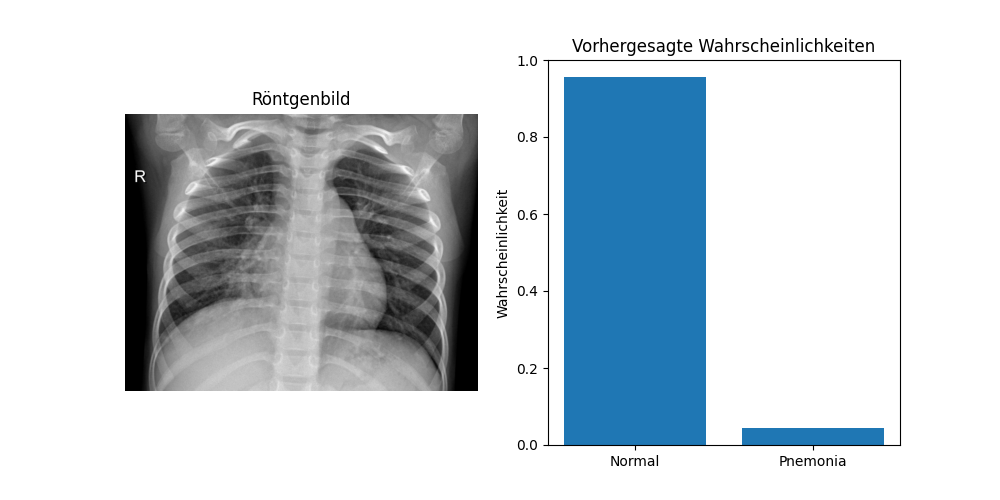 Röntgenbild
R
Vorhergesagte Wahrscheinlichkeiten
Wahrscheinlichkeit
1.0
0.8
0.6
0.4
0.2
0.0
Normal
Pnemonia